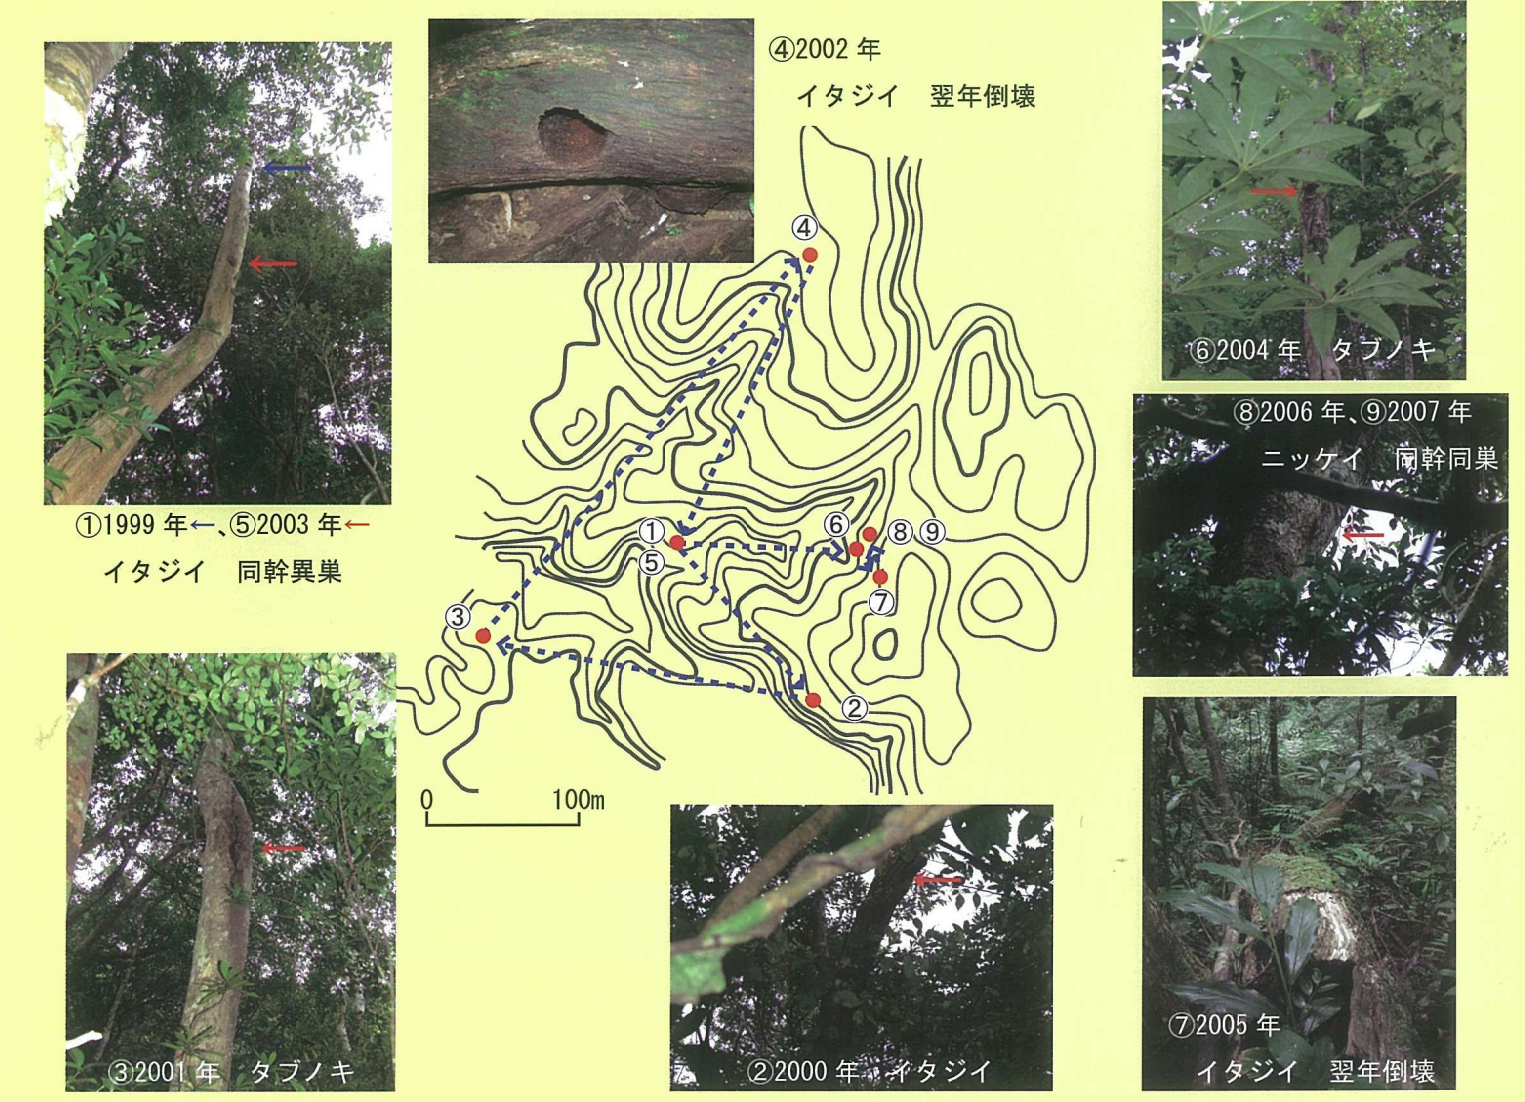 ④2002 年
イタジイ　翌年倒壊
⑥2004 年　タブノキ
⑧2006 年、⑨2007 年
ニッケイ　同幹同巣
①1999 年←、⑤2003 年←
イタジイ　同幹異巣
④
①
⑤
⑥
⑧ ⑨
⑦
③
②
0 100m
③2001 年　タブノキ
②2000 年　イタジイ
⑦2005 年
イタジイ　翌年倒壊